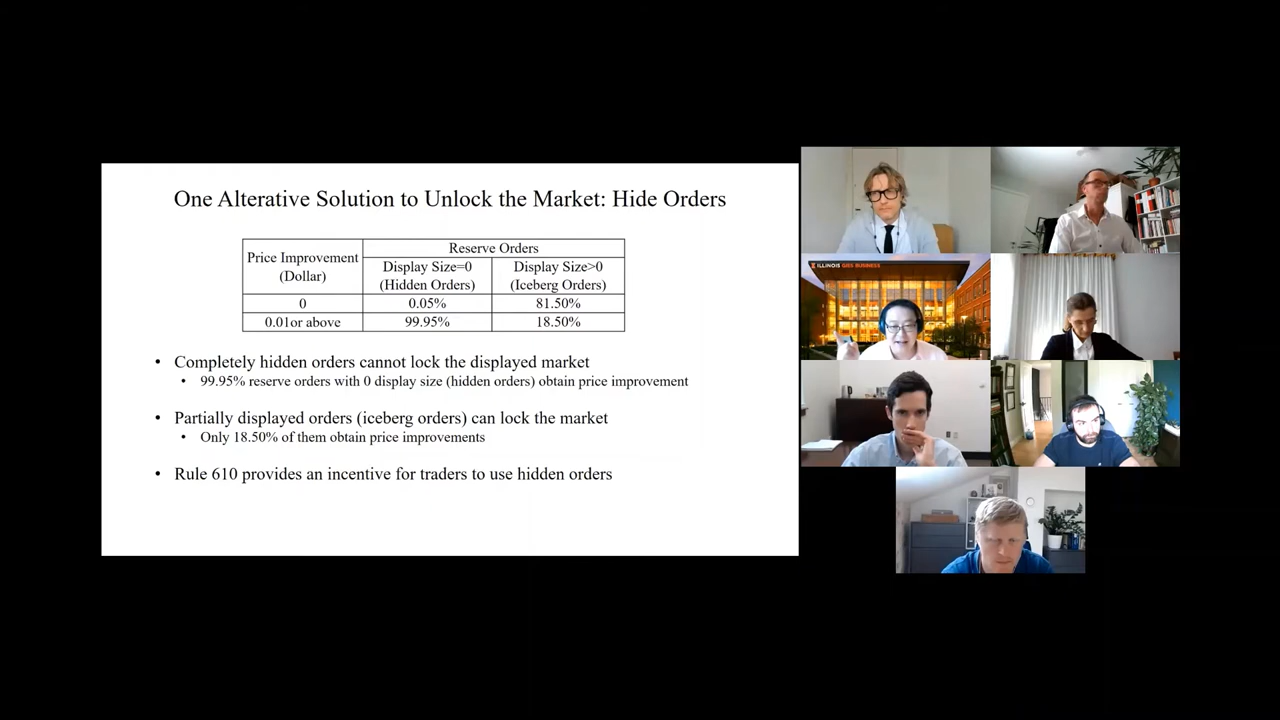 One Alterative Solution to Unlock the Market: Hide Orders
Price Improvement
(Dollar)
Reserve Orders
Display Size=0
(Hidden Orders)
Display Size>0
(Iceberg Orders)
0
0.05%
81.50%
0.01or above
99.95%
18.50%
• Completely hidden orders cannot lock the displayed market
• 99.95% reserve orders with 0 display size (hidden orders) obtain price improvement
• Partially displayed orders (iceberg orders) can lock the market
• Only 18.50% of them obtain price improvements
• Rule 610 provides an incentive for traders to use hidden orders
ILLINOIS GIES BUSINESS